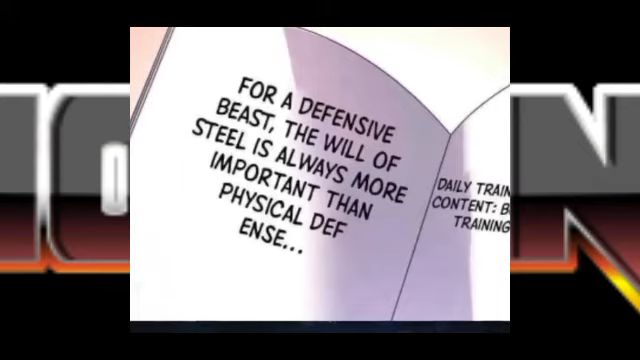 FOR A DEFENSIVE
BEAST, THE WILL OF
STEEL IS ALWAYS MORE
IMPORTANT THAN
PHYSICAL DEF
ENSE...
DAILY TRAIN
CONTENT: B
TRAINING